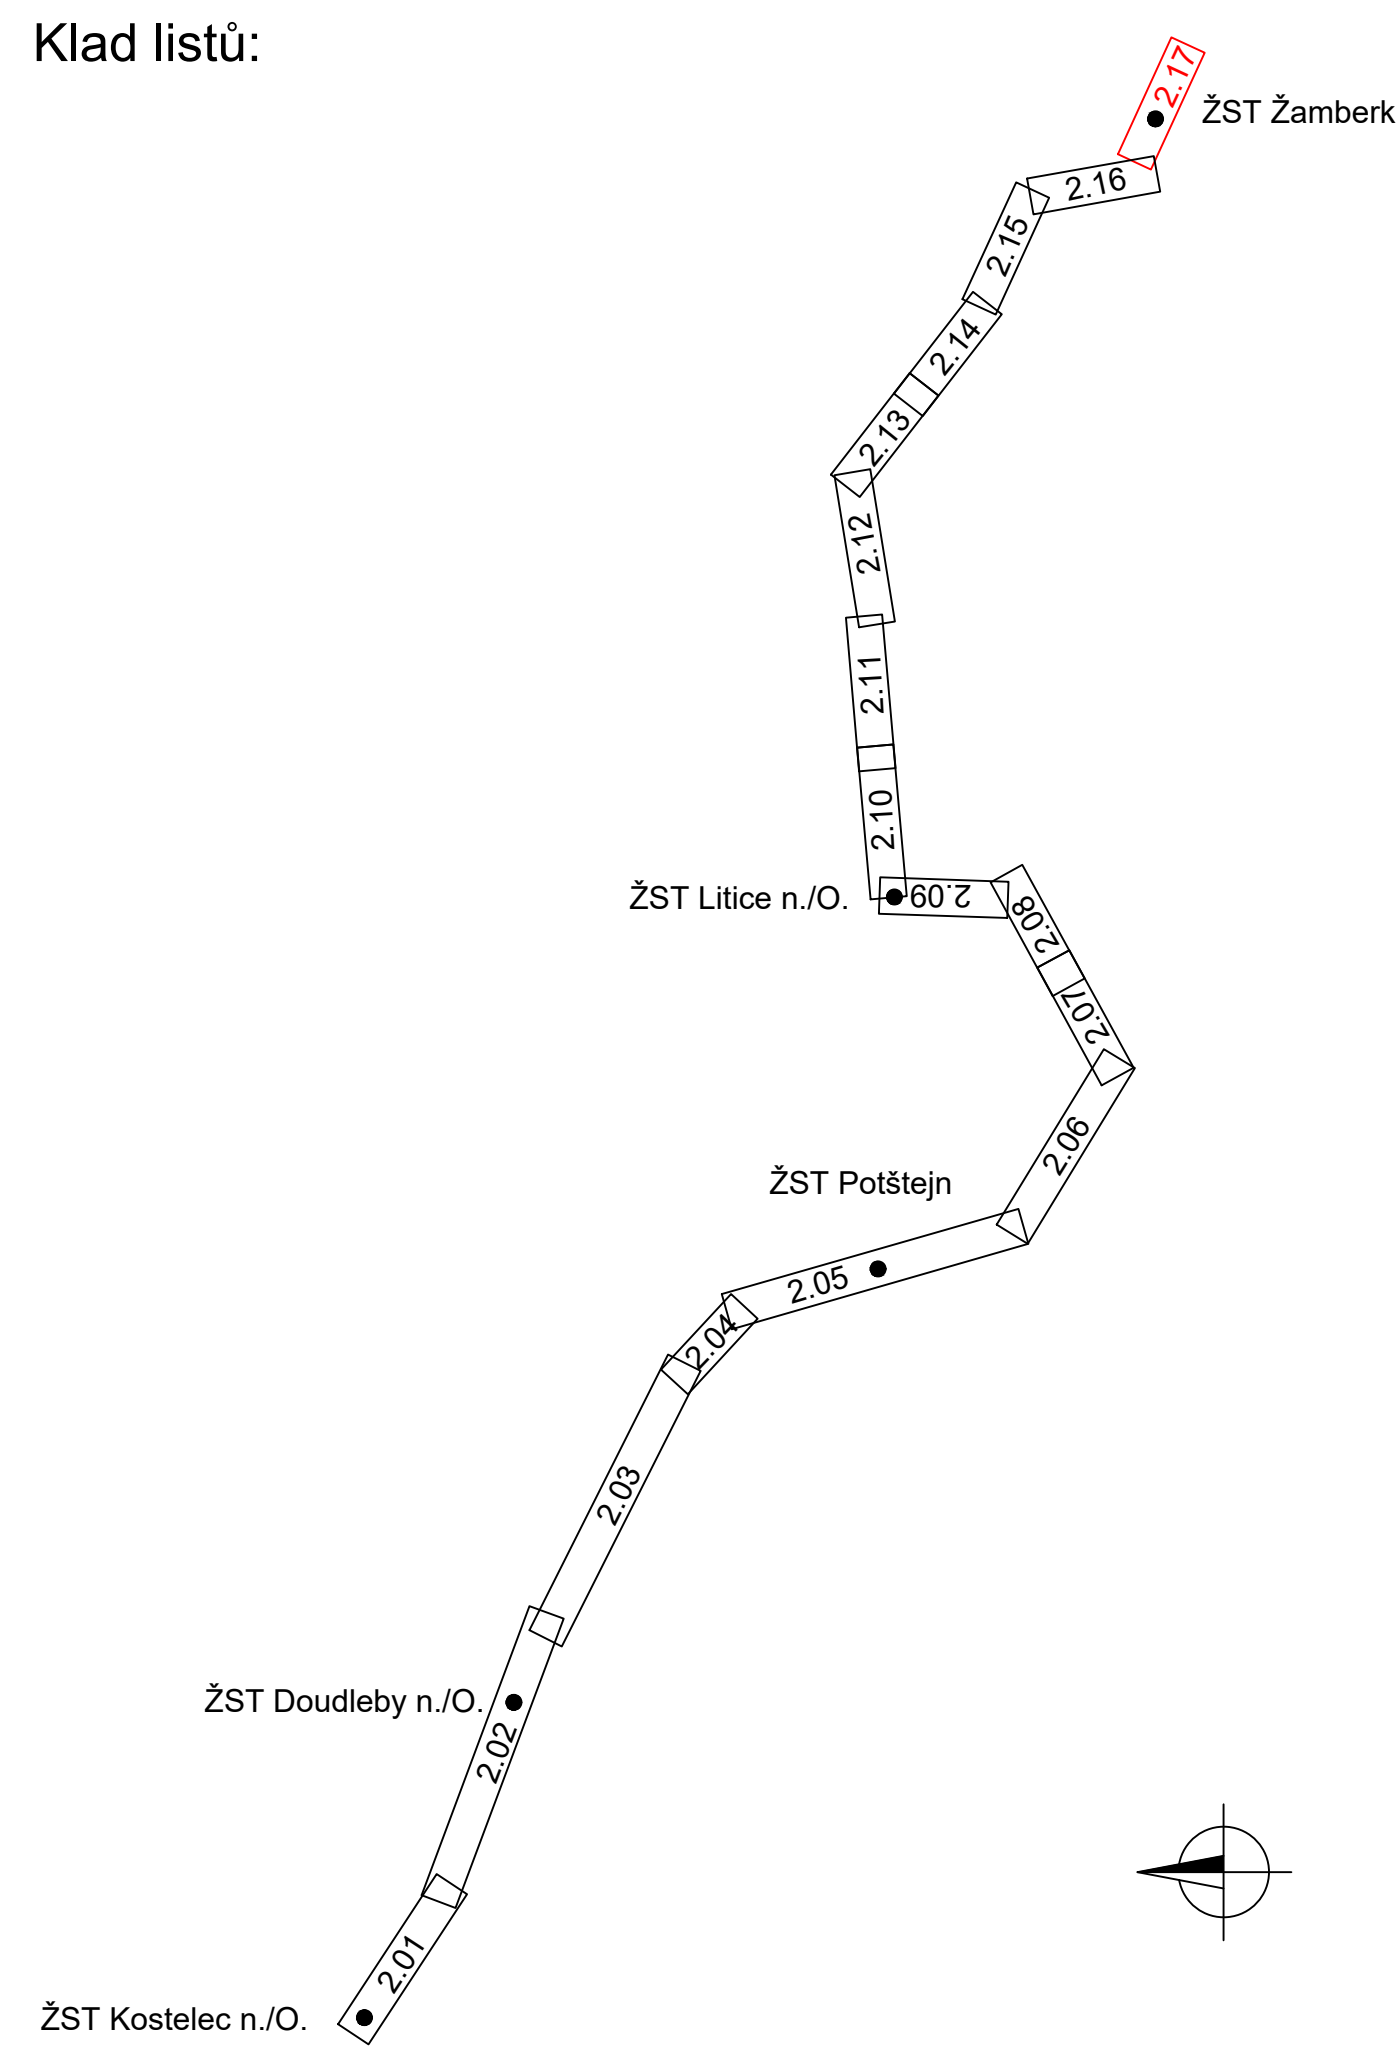 Klad listů:
2.17
ŽST Žamberk
2.16
2.15
2.14
2.13
2.12
2.11
2.10
ŽST Litice n./O.
2.09
2.08
2.07
2.06
ŽST Potštejn
2.05
2.04
2.03
ŽST Doudleby n./O.
2.02
2.01
ŽST Kostelec n./O.